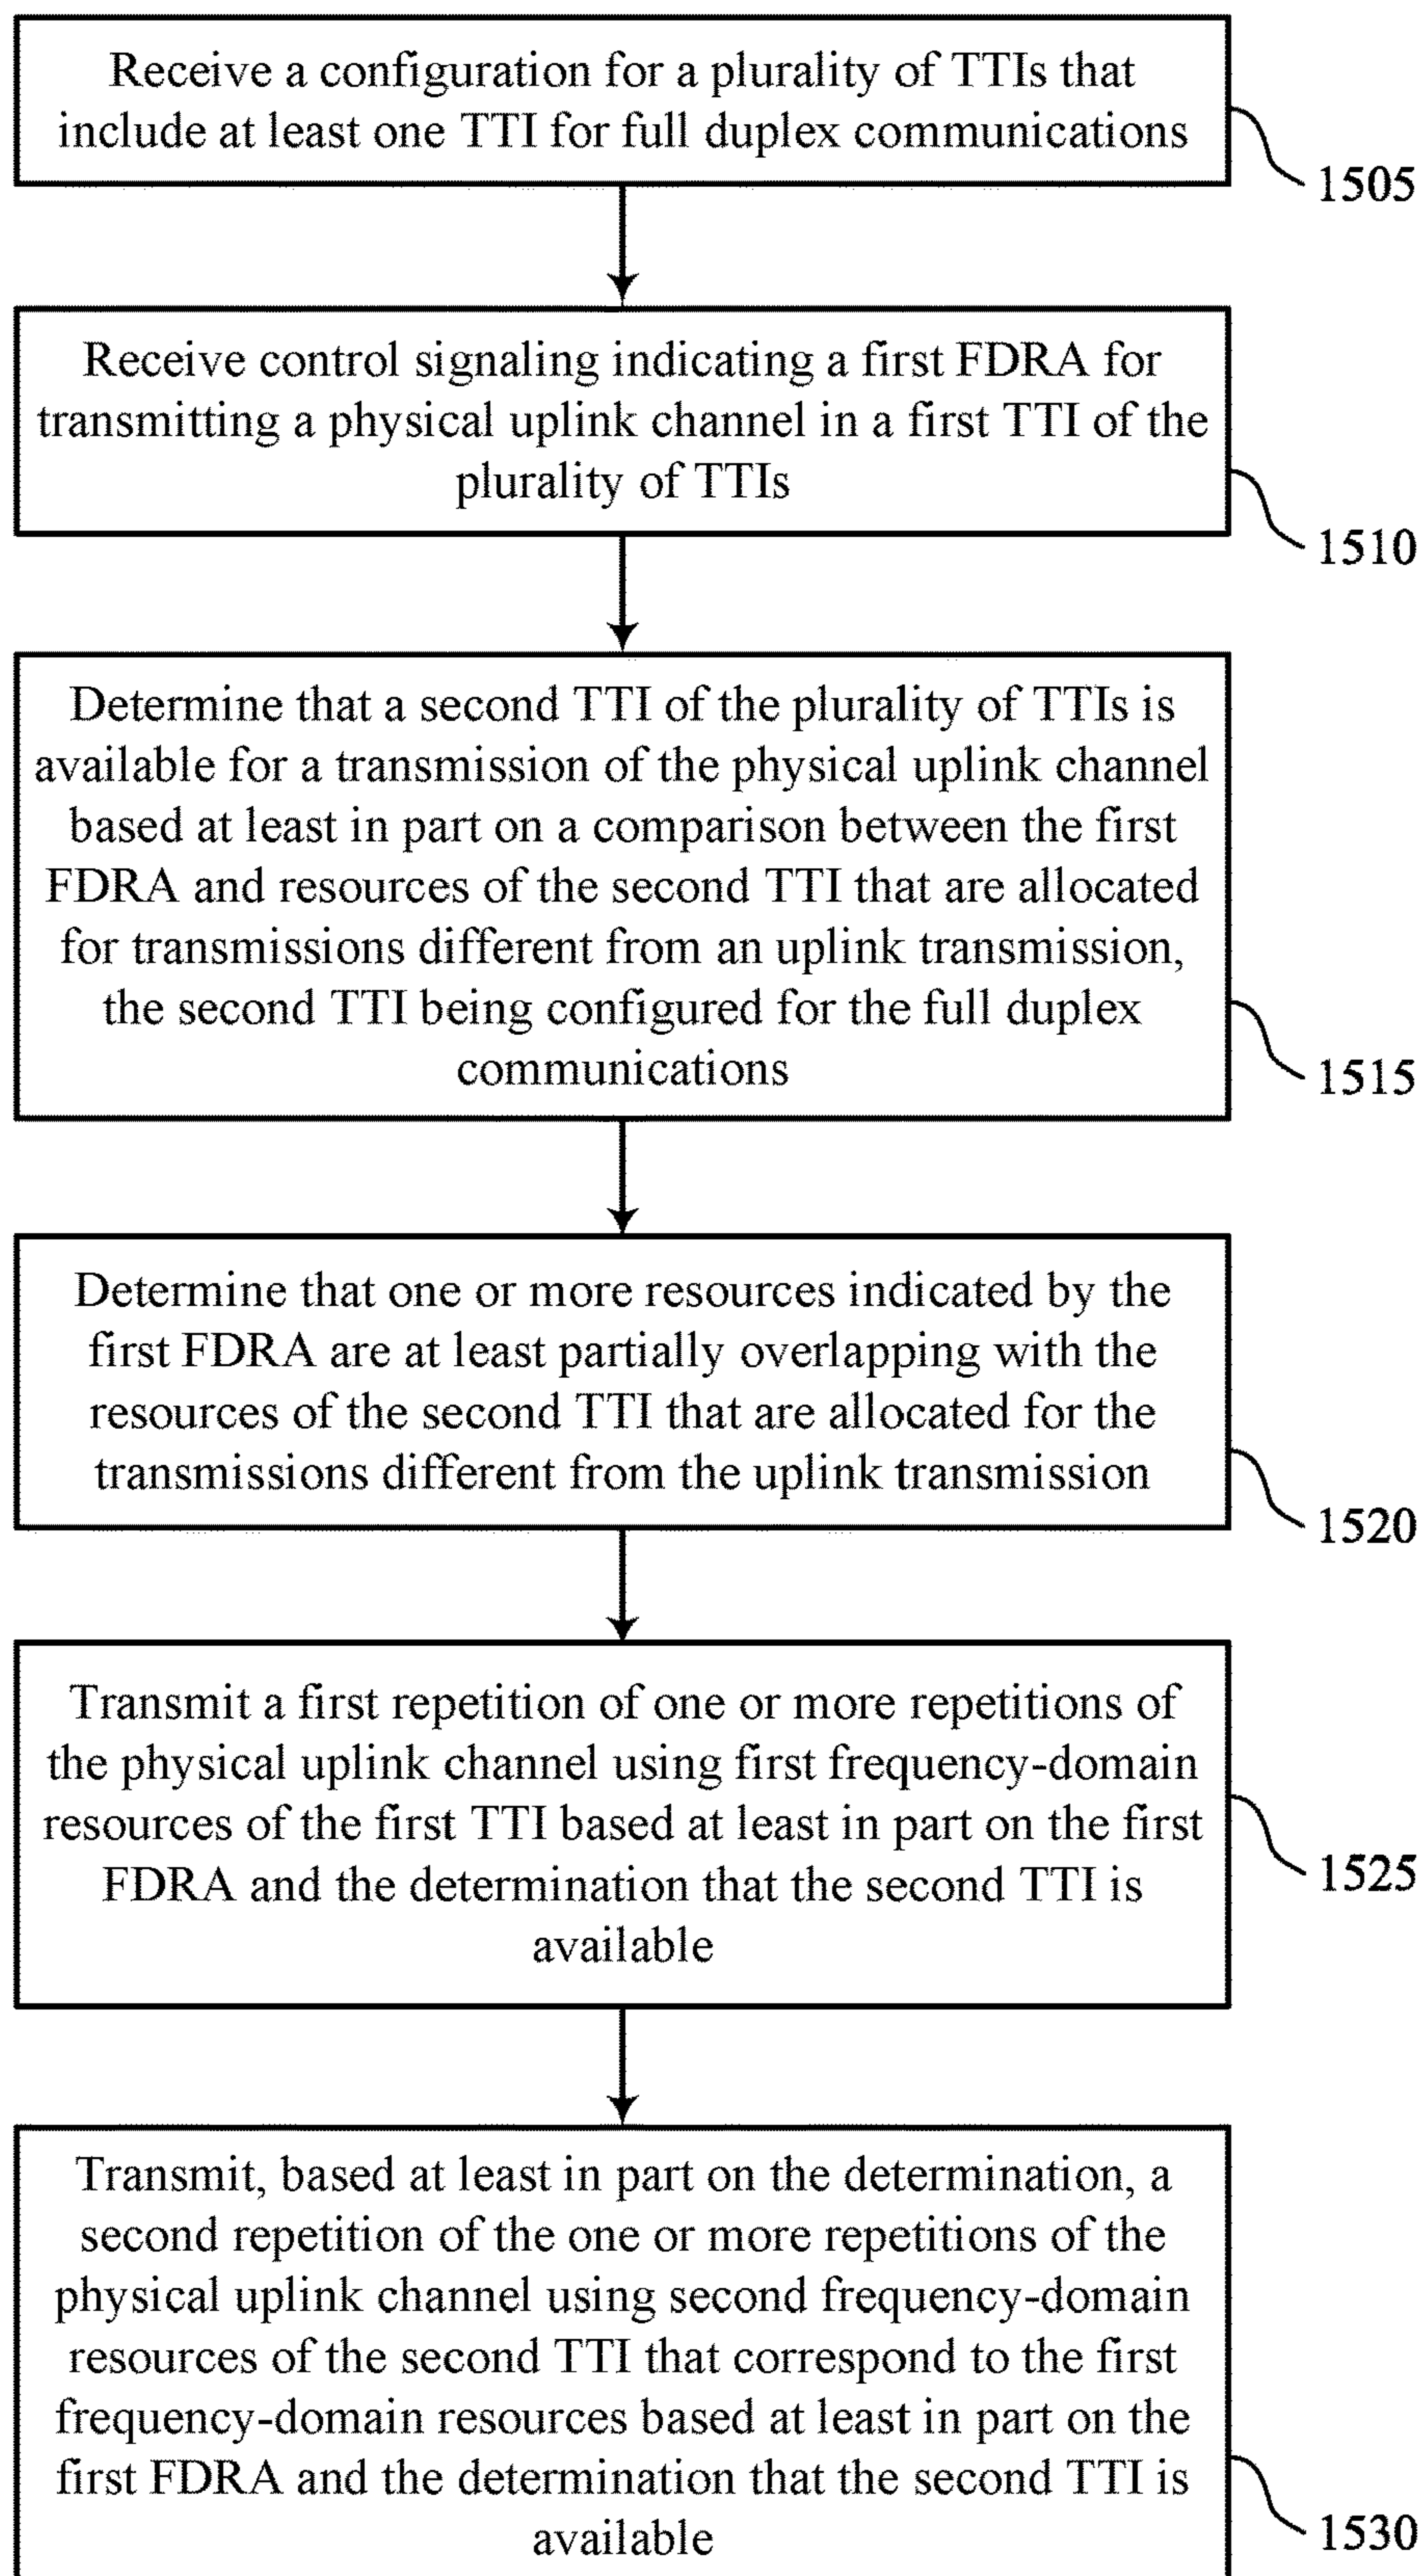 Receive a configuration for a plurality of TTIs that
include at least one TTI for full duplex communications
1505
Receive control signaling indicating a first FDRA for
transmitting a physical uplink channel in a first TTI of the
plurality of TTIs
1510
Determine that a second TTI of the plurality of TTIs is
available for a transmission of the physical uplink channel
based at least in part on a comparison between the first
FDRA and resources of the second TTI that are allocated
for transmissions different from an uplink transmission,
the second TTI being configured for the full duplex
communications
1515
Determine that one or more resources indicated by the
first FDRA are at least partially overlapping with the
resources of the second TTI that are allocated for the
transmissions different from the uplink transmission
1520
Transmit a first repetition of one or more repetitions of
the physical uplink channel using first frequency-domain
resources of the first TTI based at least in part on the first
FDRA and the determination that the second TTI is
available
1525
Transmit, based at least in part on the determination, a
second repetition of the one or more repetitions of the
physical uplink channel using second frequency-domain
resources of the second TTI that correspond to the first
frequency-domain resources based at least in part on the
first FDRA and the determination that the second TTI is
available
1530